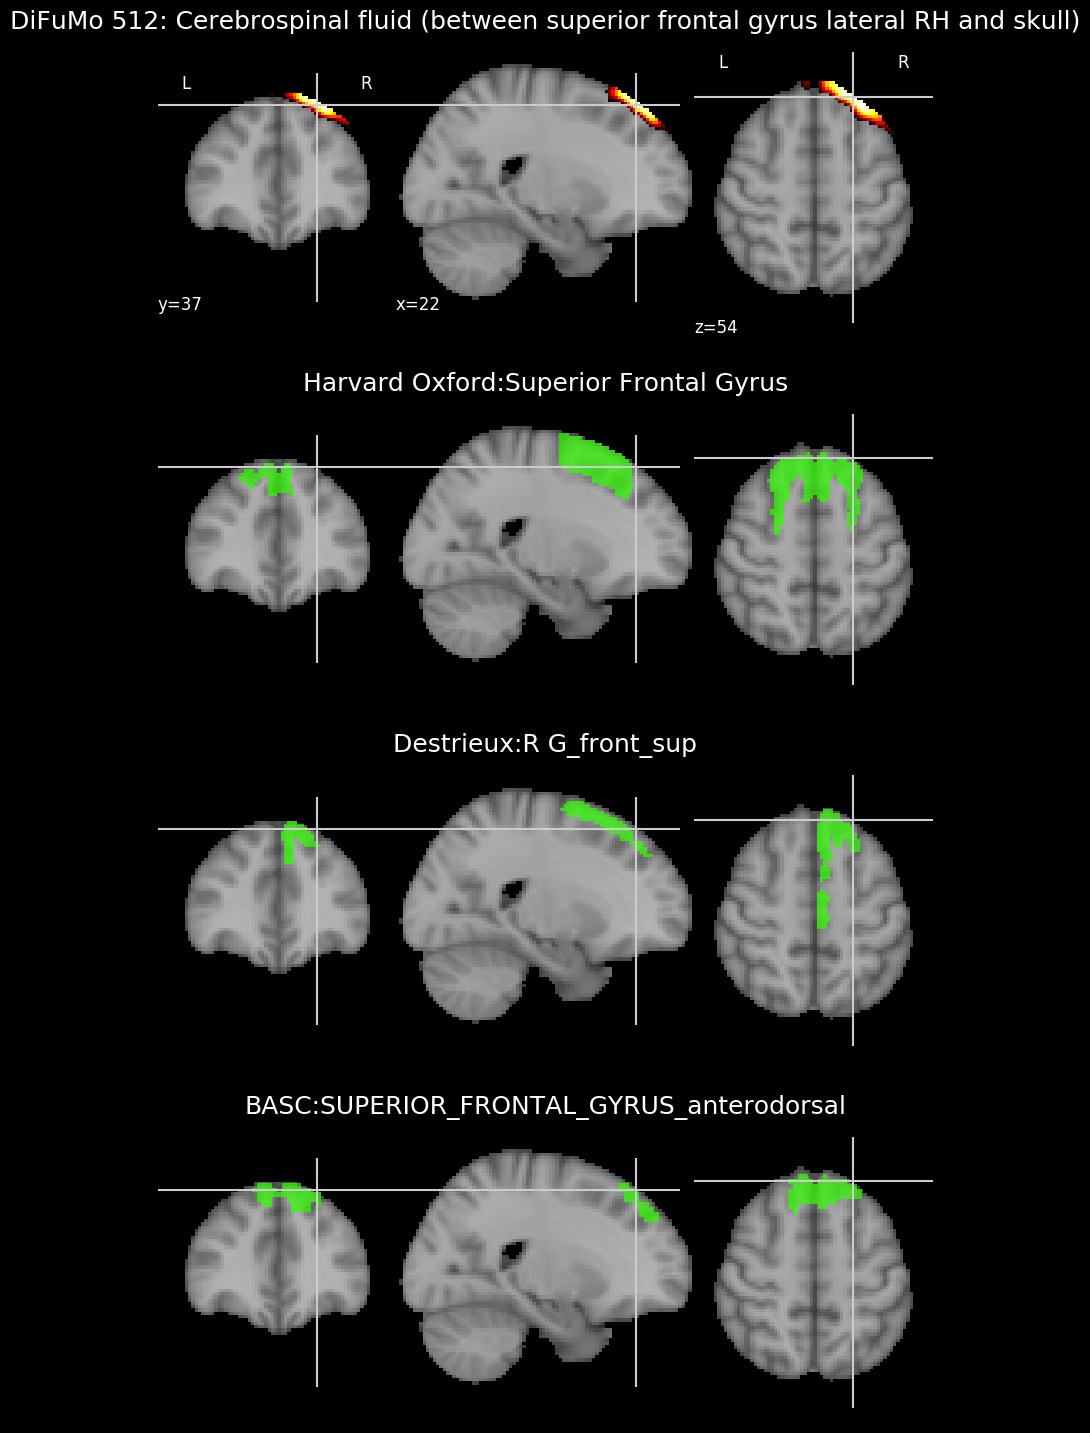 DiFuMo 512: Cerebrospinal fluid (between superior frontal gyrus lateral RH and skull)
L R L R
y=37 x=22 z=54
Harvard Oxford:Superior Frontal Gyrus
Destrieux:R G_front_sup
BASC:SUPERIOR_FRONTAL_GYRUS_anterodorsal